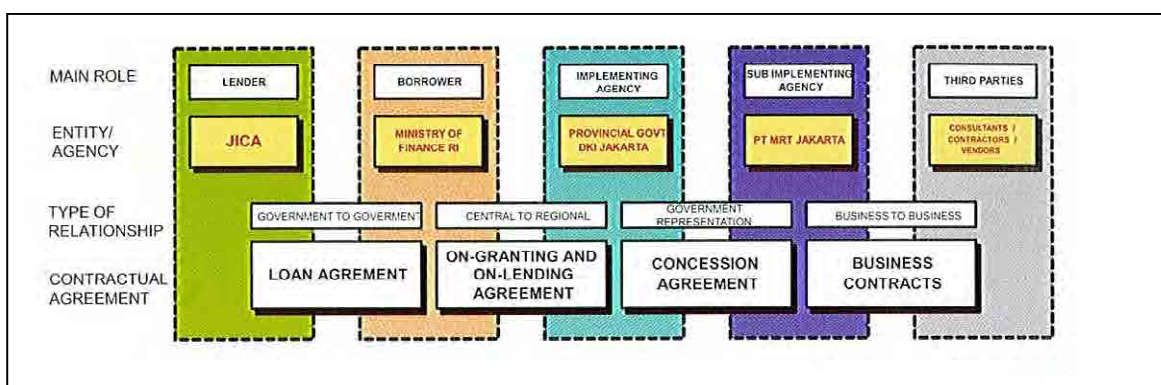 MAIN ROLE
LENDER
BORROWER
IMPLEMENTING
AGENCY
SUB IMPLEMENTING
AGENCY
THIRD PARTIES
ENTITY/
AGENCY
JICA
MINISTRY OF
FINANCE RI
PROVINCIAL GOVT
DKI JAKARTA
PT MRT JAKARTA
CONSULTANTS /
CONTRACTORS /
VENDORS
TYPE OF
RELATIONSHIP
GOVERNMENT TO GOVERMENT
CENTRAL TO REGIONAL
GOVERNMENT
REPRESENTATION
BUSINESS TO BUSINESS
CONTRACTUAL
AGREEMENT
LOAN AGREMENT
ON-GRANTING AND
ON-LENDING
AGREEMENT
CONCESSION
AGREEMENT
BUSINESS
CONTRACTS